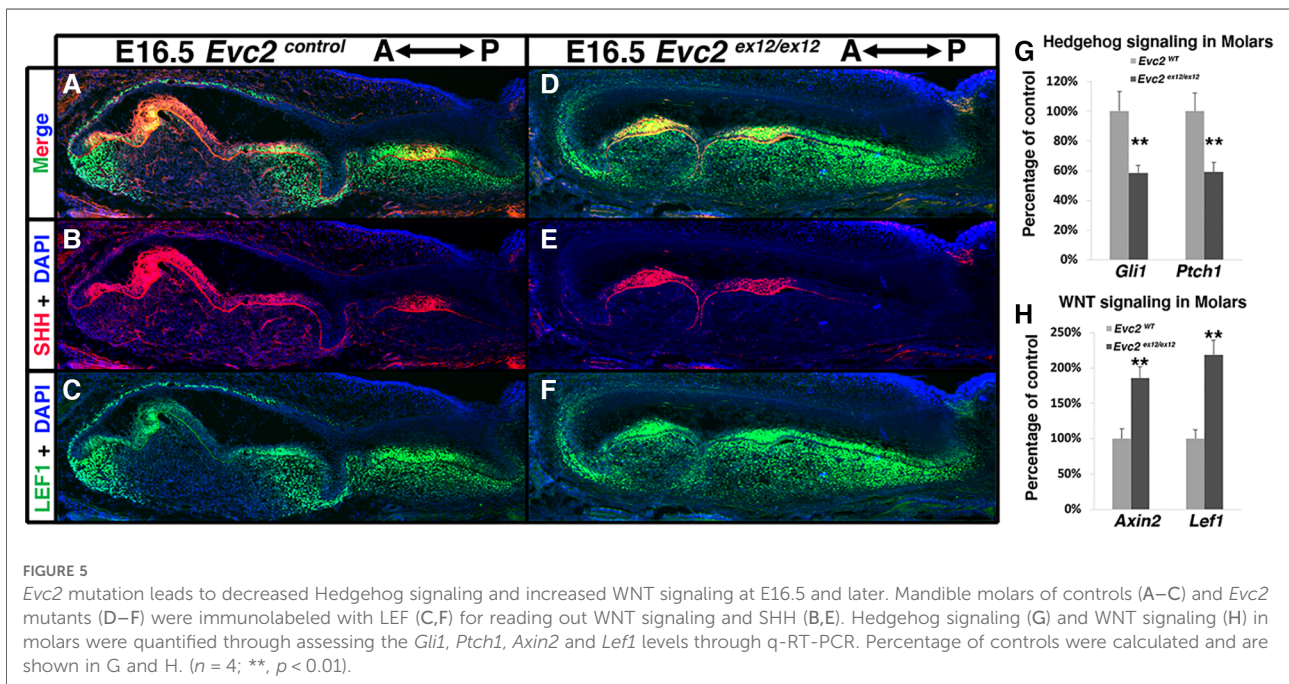 E16.5 Evc2 control A P
E16.5 Evc2 ex12/ex12 A P
Merge
SHH + DAPI
LEF1 + DAPI
A
B
C
D
E
F
G
Hedgehog signaling in Molars
Evc2 WT
Evc2 ex12/ex12
Percentage of control
120%
100%
80%
60%
40%
20%
0%
**
**
Gli1 Ptch1
H
WNT signaling in Molars
Evc2 WT
Evc2 ex12/ex12
Percentage of control
250%
200%
150%
100%
50%
0%
**
**
Axin2 Lef1
FIGURE 5
Evc2 mutation leads to decreased Hedgehog signaling and increased WNT signaling at E16.5 and later. Mandible molars of controls (A–C) and Evc2
mutants (D–F) were immunolabeled with LEF (C,F) for reading out WNT signaling and SHH (B,E). Hedgehog signaling (G) and WNT signaling (H) in
molars were quantified through assessing the Gli1, Ptch1, Axin2 and Lef1 levels through q-RT-PCR. Percentage of controls were calculated and are
shown in G and H. (n = 4; **, p < 0.01).